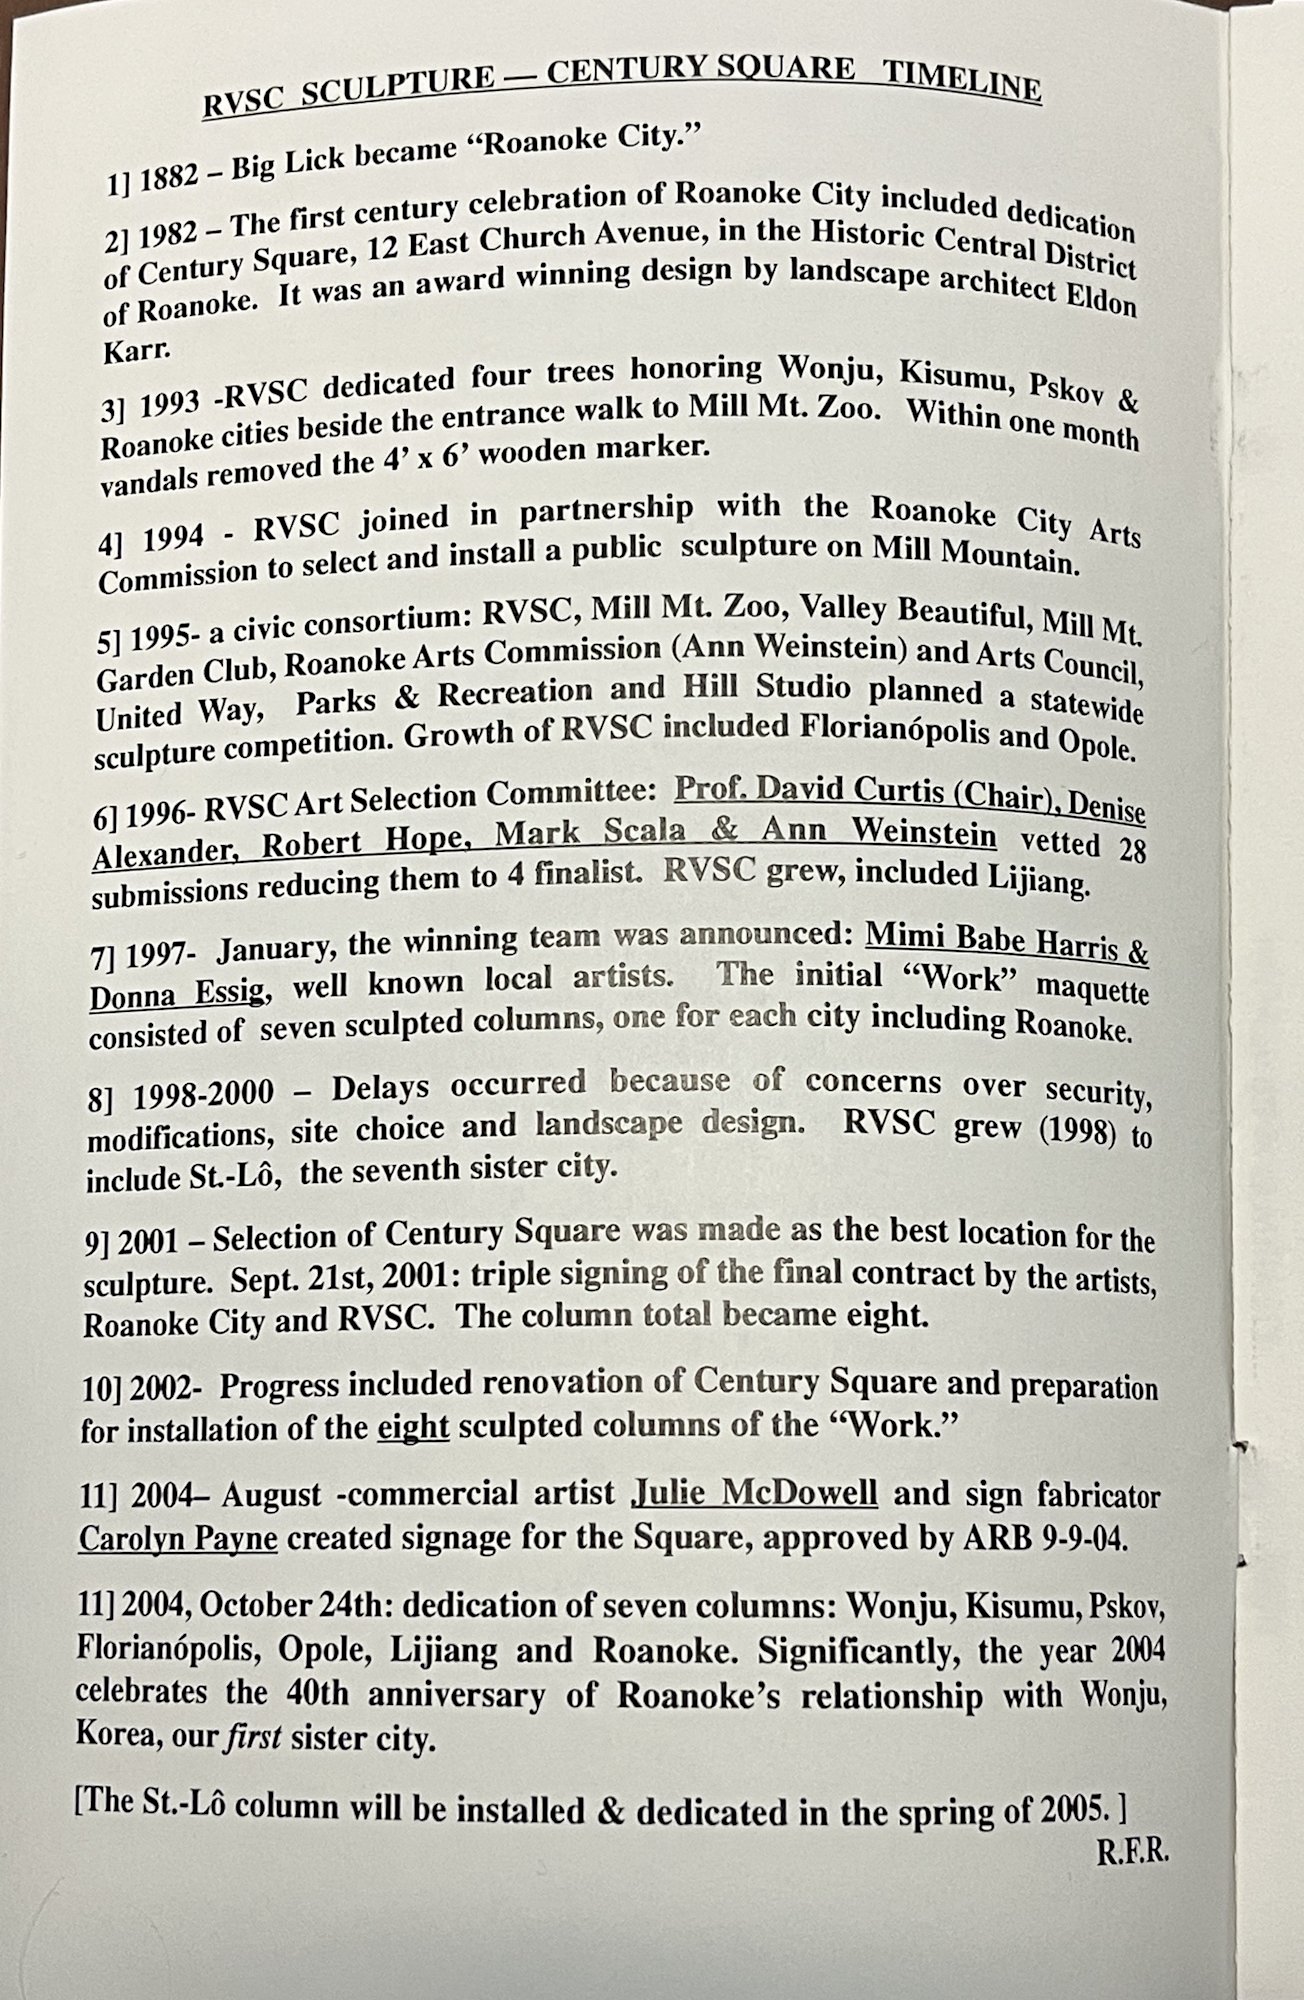 RVSC SCULPTURE — CENTURY SQUARE TIMELINE
1] 1882 – Big Lick became “Roanoke City.”
2] 1982 – The first century celebration of Roanoke City included dedication
of Century Square, 12 East Church Avenue, in the Historic Central District
of Roanoke. It was an award winning design by landscape architect Eldon
Karr.
3] 1993 -RVSC dedicated four trees honoring Wonju, Kisumu, Pskov &
Roanoke cities beside the entrance walk to Mill Mt. Zoo. Within one month
vandals removed the 4’ x 6’ wooden marker.
4] 1994 - RVSC joined in partnership with the Roanoke City Arts
Commission to select and install a public sculpture on Mill Mountain.
5] 1995- a civic consortium: RVSC, Mill Mt. Zoo, Valley Beautiful, Mill Mt.
Garden Club, Roanoke Arts Commission (Ann Weinstein) and Arts Council,
United Way, Parks & Recreation and Hill Studio planned a statewide
sculpture competition. Growth of RVSC included Florianópolis and Opole.
6] 1996- RVSC Art Selection Committee: Prof. David Curtis (Chair), Denise
Alexander, Robert Hope, Mark Scala & Ann Weinstein vetted 28
submissions reducing them to 4 finalist. RVSC grew, included Lijiang.
7] 1997- January, the winning team was announced: Mimi Babe Harris &
Donna Essig, well known local artists. The initial “Work” maquette
consisted of seven sculpted columns, one for each city including Roanoke.
8] 1998-2000 – Delays occurred because of concerns over security,
modifications, site choice and landscape design. RVSC grew (1998) to
include St.-Lô, the seventh sister city.
9] 2001 – Selection of Century Square was made as the best location for the
sculpture. Sept. 21st, 2001: triple signing of the final contract by the artists,
Roanoke City and RVSC. The column total became eight.
10] 2002- Progress included renovation of Century Square and preparation
for installation of the eight sculpted columns of the “Work.”
11] 2004– August -commercial artist Julie McDowell and sign fabricator
Carolyn Payne created signage for the Square, approved by ARB 9-9-04.
11] 2004, October 24th: dedication of seven columns: Wonju, Kisumu, Pskov,
Florianópolis, Opole, Lijiang and Roanoke. Significantly, the year 2004
celebrates the 40th anniversary of Roanoke’s relationship with Wonju,
Korea, our first sister city.
[The St.-Lô column will be installed & dedicated in the spring of 2005. ]
R.F.R.